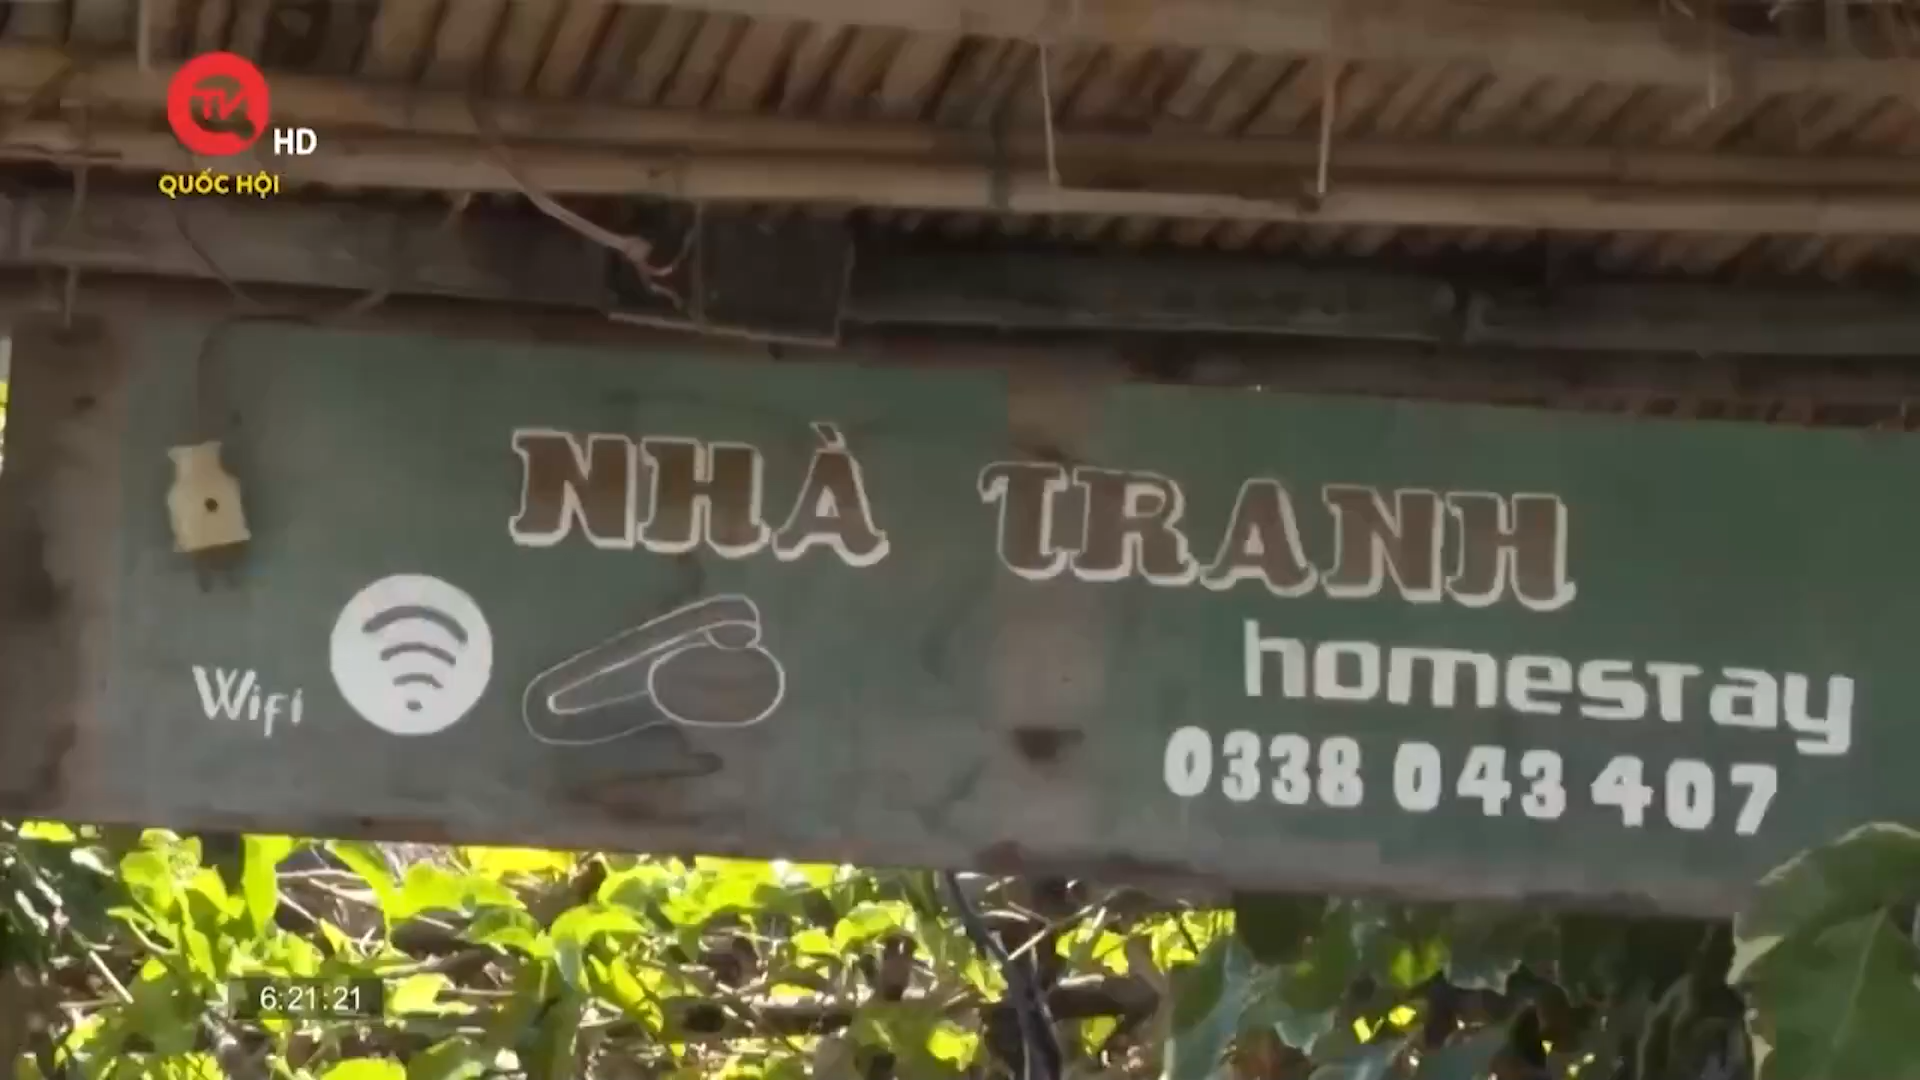 HD
QUỐC HỘI
NHÀ TRANH
Wifi
homestay
0338 043 407
6:21:21